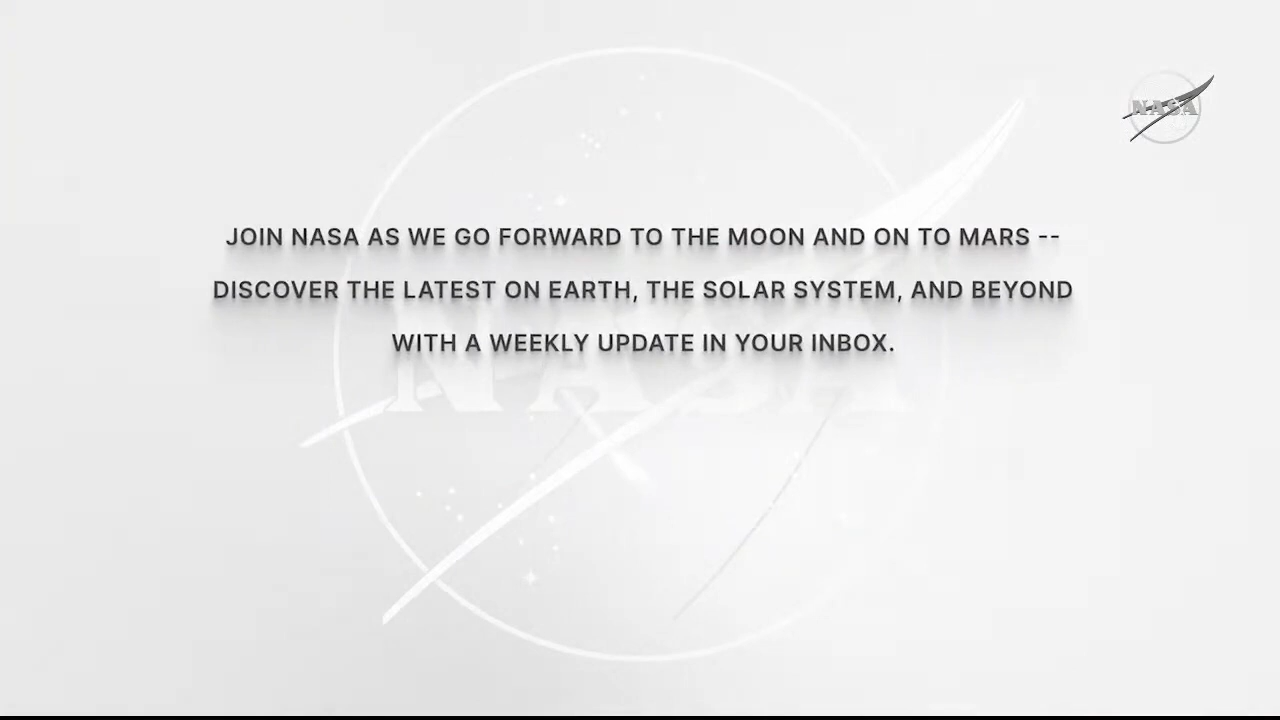 NASA
JOIN NASA AS WE GO FORWARD TO THE MOON AND ON TO MARS --
DISCOVER THE LATEST ON EARTH, THE SOLAR SYSTEM, AND BEYOND
WITH A WEEKLY UPDATE IN YOUR INBOX.
NASA